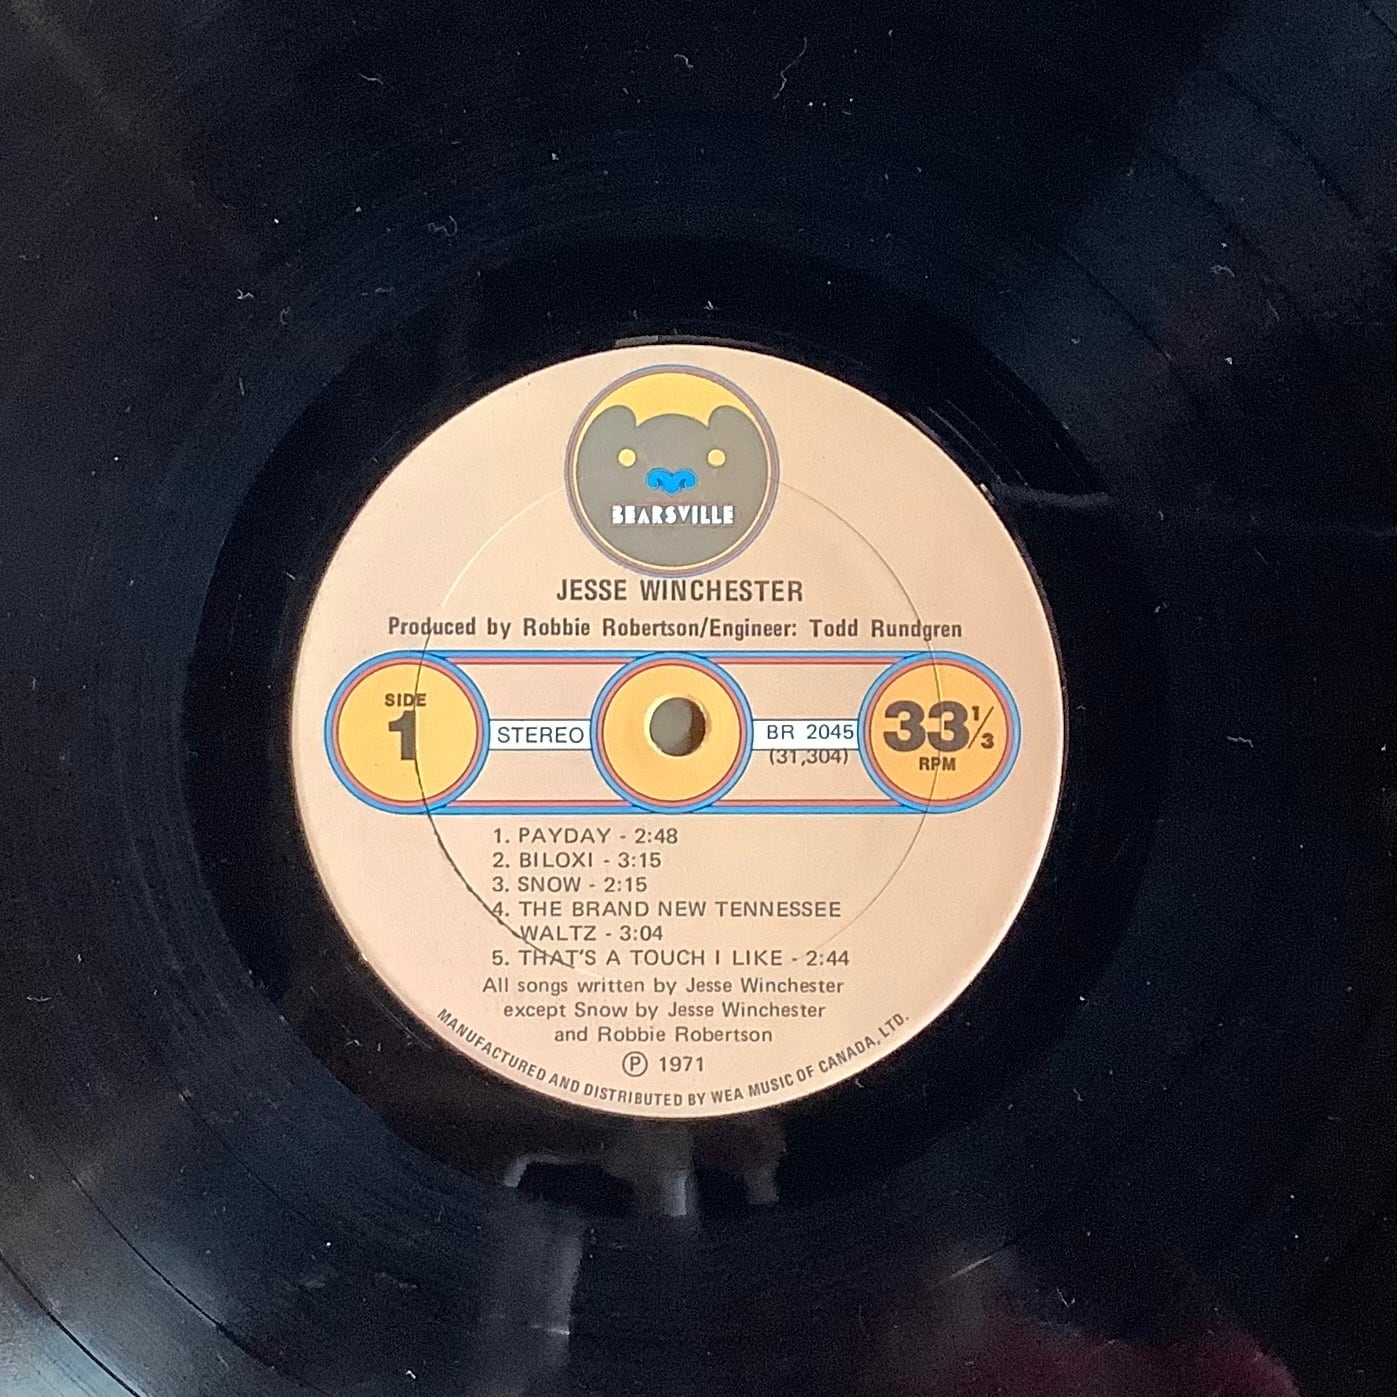 BEARSVILLE
JESSE WINCHESTER
Produced by Robbie Robertson/Engineer: Todd Rundgren
SIDE
1
STEREO
BR 2045
(31,304)
33 1/3
RPM
1. PAYDAY - 2:48
2. BILOXI - 3:15
3. SNOW - 2:15
4. THE BRAND NEW TENNESSEE
WALTZ - 3:04
5. THAT'S A TOUCH I LIKE - 2:44
All songs written by Jesse Winchester
except Snow by Jesse Winchester
and Robbie Robertson
Ⓟ 1971
MANUFACTURED AND DISTRIBUTED BY WEA MUSIC OF CANADA, LTD.